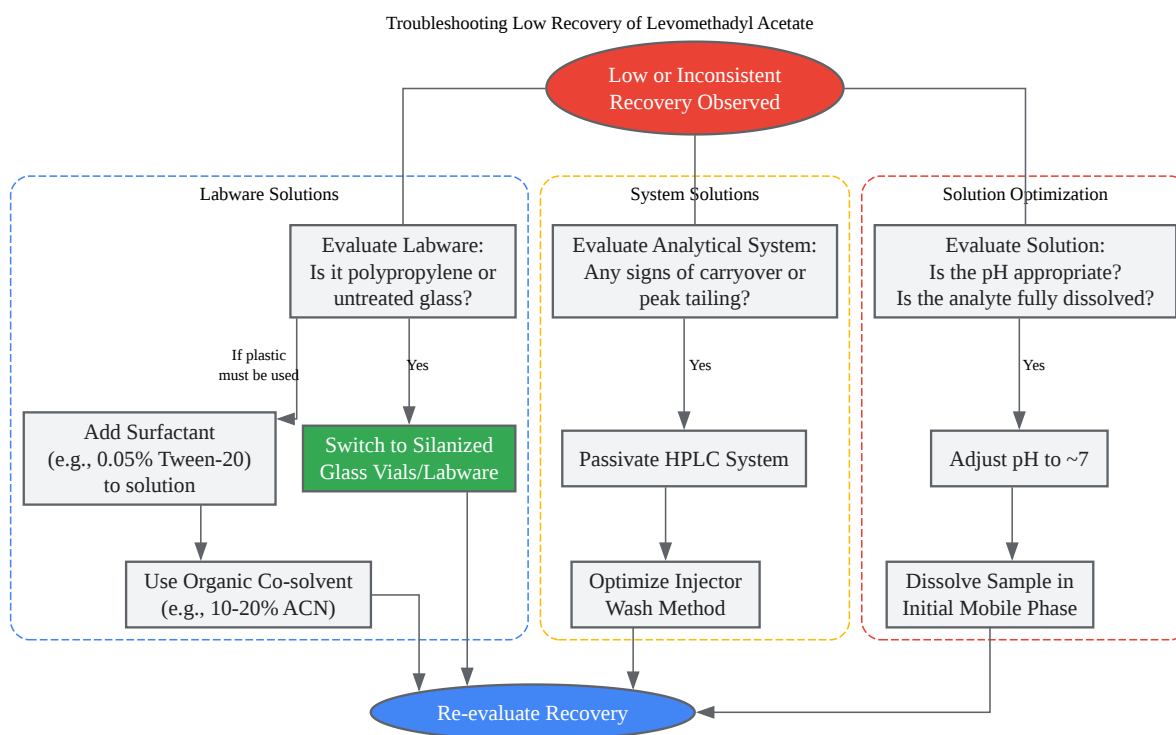 Troubleshooting Low Recovery of Levomethadyl Acetate
Low or Inconsistent
Recovery Observed
Labware Solutions
System Solutions
Solution Optimization
Evaluate Labware:
Is it polypropylene or
untreated glass?
Evaluate Analytical System:
Any signs of carryover or
peak tailing?
Evaluate Solution:
Is the pH appropriate?
Is the analyte fully dissolved?
If plastic
must be used
Yes
Yes
Yes
Add Surfactant
(e.g., 0.05% Tween-20)
to solution
Switch to Silanized
Glass Vials/Labware
Passivate HPLC System
Adjust pH to ~7
Use Organic Co-solvent
(e.g., 10-20% ACN)
Optimize Injector
Wash Method
Dissolve Sample in
Initial Mobile Phase
Re-evaluate Recovery